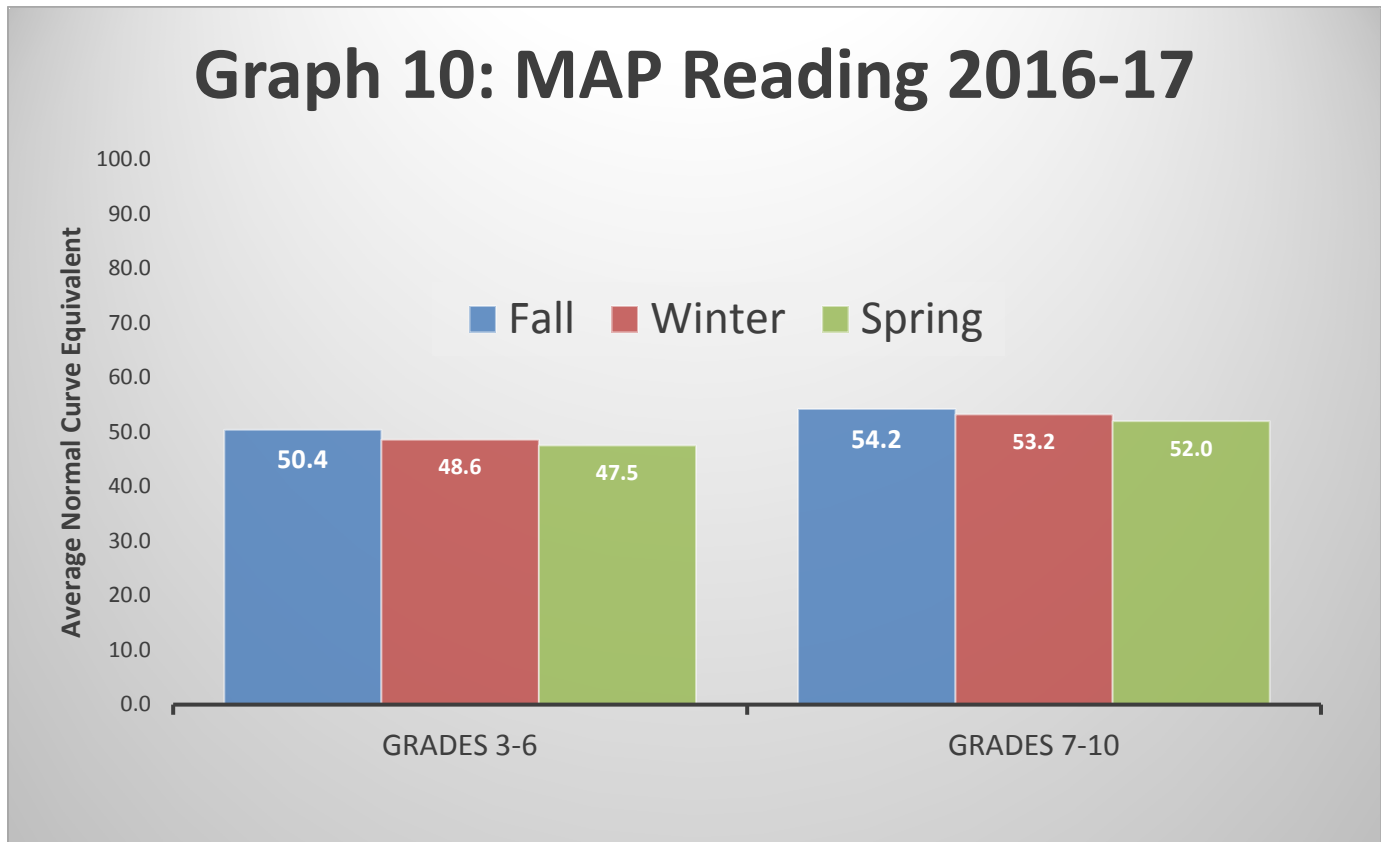 Graph 10: MAP Reading 2016-17
Average Normal Curve Equivalent
100.0
90.0
80.0
70.0
60.0
50.0
40.0
30.0
20.0
10.0
0.0
Fall Winter Spring
50.4 48.6 47.5 54.2 53.2 52.0
GRADES 3-6 GRADES 7-10